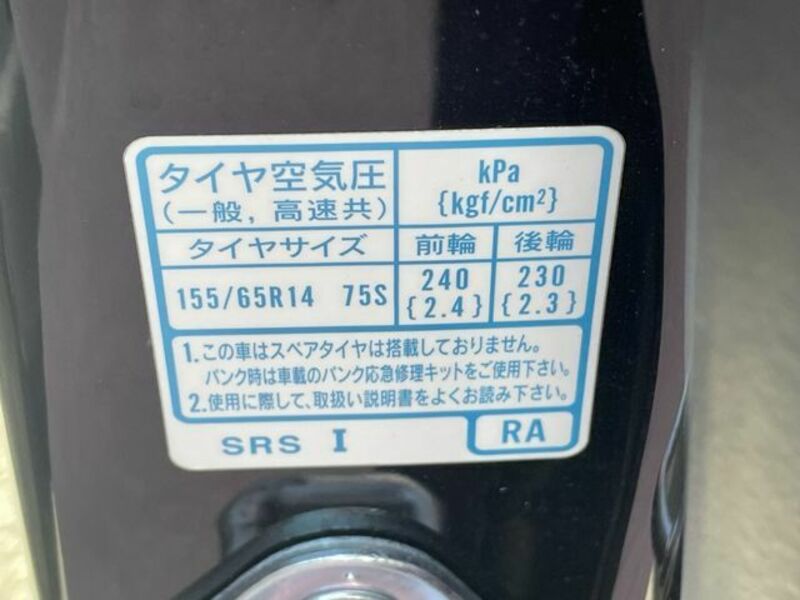 タイヤ空気圧
(一般, 高速共)
kPa
{kgf/cm²}
タイヤサイズ 前輪 後輪
155/65R14 75S 240 {2.4} 230 {2.3}
1.この車はスペアタイヤは搭載しておりません。
パンク時は車載のパンク応急修理キットをご使用下さい。
2.使用に際して、取扱い説明書をよくお読み下さい。
SRS I RA